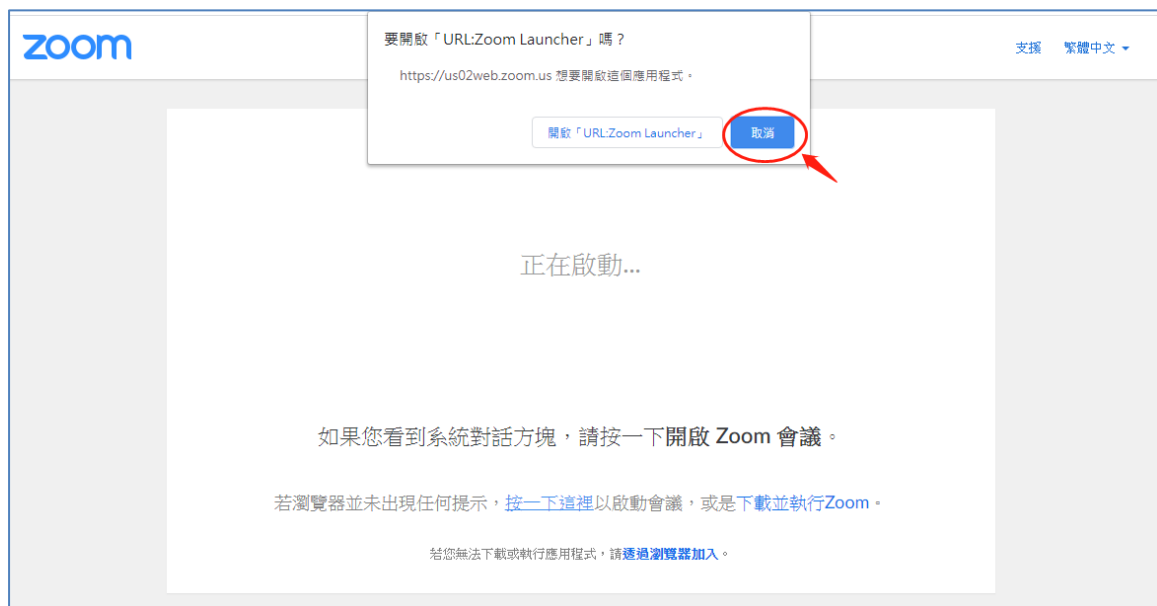 zoom
支援 繁體中文
要開啟「URL:Zoom Launcher」嗎？
https://us02web.zoom.us 想要開啟這個應用程式。
開啟「URL:Zoom Launcher」 取消
正在啟動...
如果您看到系統對話方塊，請按一下開啟 Zoom 會議。
若瀏覽器並未出現任何提示，按一下這裡以啟動會議，或是下載並執行Zoom。
若您無法下載或執行應用程式，請透過瀏覽器加入。